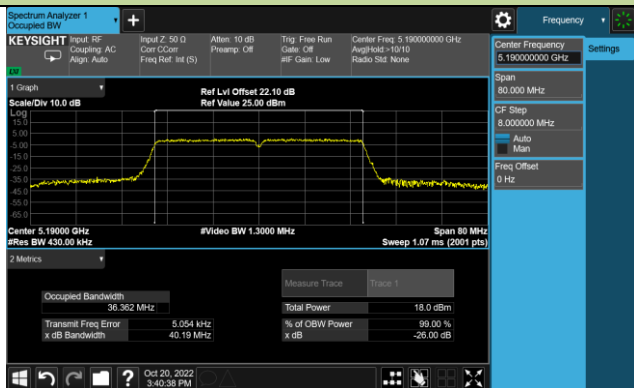 Spectrum Analyzer 1
Occupied BW
+
Frequency
KEYSIGHT
Input: RF
Coupling: AC
Align: Auto
Input Z: 50 Ω
Corr CCorr
Freq Ref: Int (S)
Atten: 10 dB
Preamp: Off
Trig: Free Run
Gate: Off
#IF Gain: Low
Center Freq: 5.190000000 GHz
Avg|Hold:>10/10
Radio Std: None
Center Frequency
5.190000000 GHz
Settings
Span
80.000 MHz
CF Step
8.000000 MHz
Auto
Man
Freq Offset
0 Hz
1 Graph
Scale/Div 10.0 dB
Ref Lvl Offset 22.10 dB
Ref Value 25.00 dBm
Log
15.0
5.00
-5.00
-15.0
-25.0
-35.0
-45.0
-55.0
-65.0
Center 5.19000 GHz
#Res BW 430.00 kHz
#Video BW 1.3000 MHz
Span 80 MHz
Sweep 1.07 ms (2001 pts)
2 Metrics
Measure Trace
Trace 1
Occupied Bandwidth
36.362 MHz
Total Power
18.0 dBm
Transmit Freq Error
5.054 kHz
% of OBW Power
99.00 %
x dB Bandwidth
40.19 MHz
x dB
-26.00 dB
?
Oct 20, 2022
3:40:38 PM